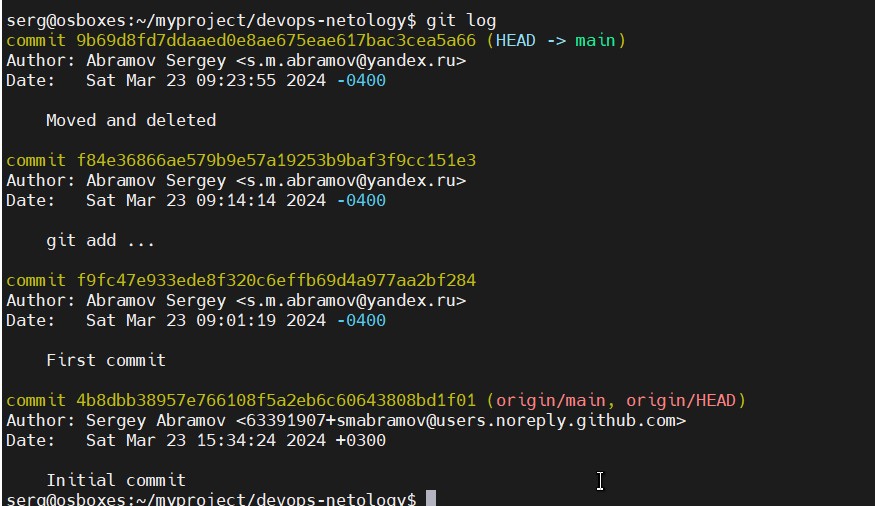 serg@osboxes:~/myproject/devops-netology$ git log
commit 9b69d8fd7ddaaed0e8ae675eae617bac3cea5a66 (HEAD -> main)
Author: Abramov Sergey <s.m.abramov@yandex.ru>
Date:   Sat Mar 23 09:23:55 2024 -0400
    Moved and deleted
commit f84e36866ae579b9e57a19253b9baf3f9cc151e3
Author: Abramov Sergey <s.m.abramov@yandex.ru>
Date:   Sat Mar 23 09:14:14 2024 -0400
    git add ...
commit f9fc47e933ede8f320c6effb69d4a977aa2bf284
Author: Abramov Sergey <s.m.abramov@yandex.ru>
Date:   Sat Mar 23 09:01:19 2024 -0400
    First commit
commit 4b8dbb38957e766108f5a2eb6c60643808bd1f01 (origin/main, origin/HEAD)
Author: Sergey Abramov <63391907+smabramov@users.noreply.github.com>
Date:   Sat Mar 23 15:34:24 2024 +0300
    Initial commit
serg@osboxes:~/myproject/devops-netology$